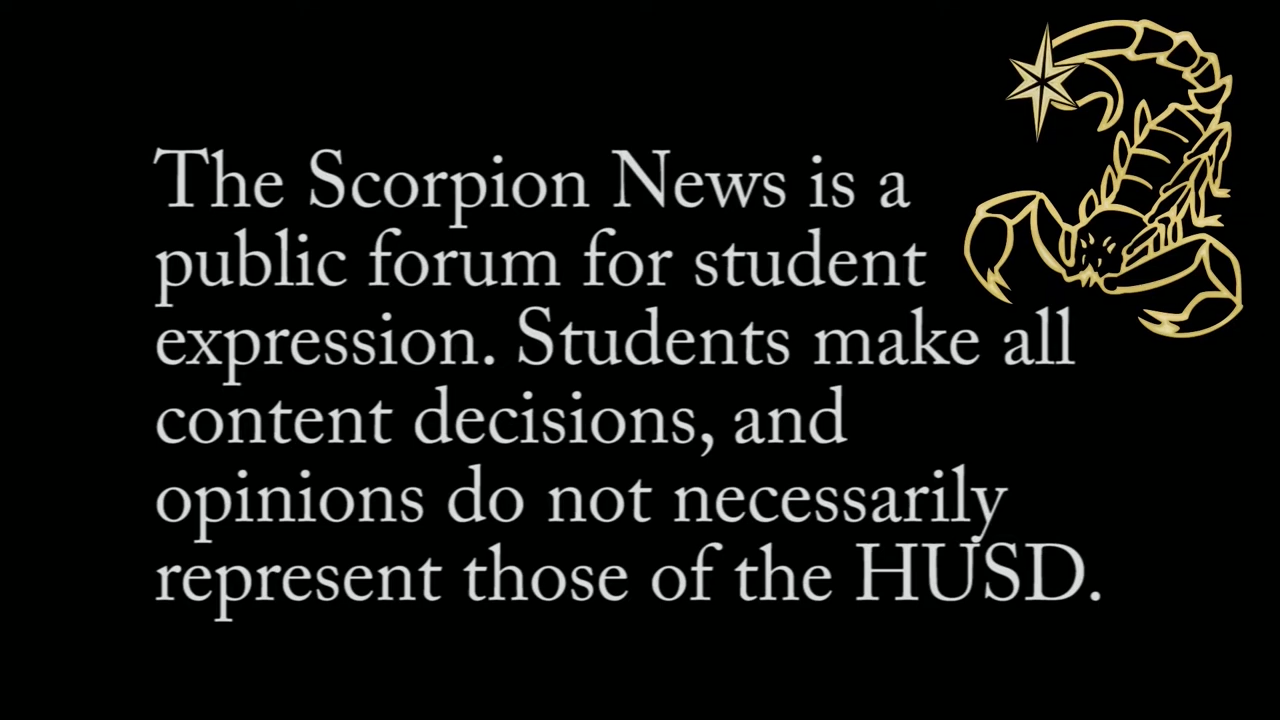 The Scorpion News is a
public forum for student
expression. Students make all
content decisions, and
opinions do not necessarily
represent those of the HUSD.